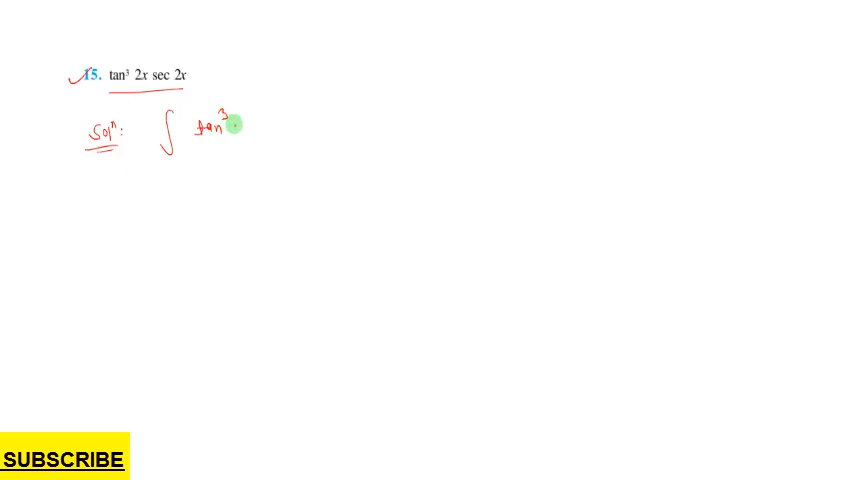 15. tan³ 2x sec 2x
Solⁿ: ∫ tan³
SUBSCRIBE